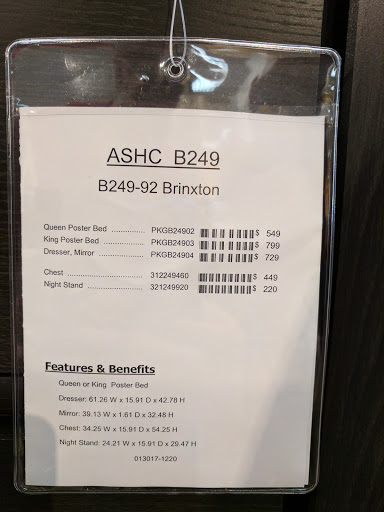 ASHC B249
B249-92 Brinxton
Queen Poster Bed .............. PKGB24902 $ 549
King Poster Bed .............. PKGB24903 $ 799
Dresser, Mirror .............. PKGB24904 $ 729
Chest .............. 312249460 $ 449
Night Stand .............. 321249920 $ 220
Features & Benefits
Queen or King Poster Bed
Dresser: 61.26 W x 15.91 D x 42.78 H
Mirror: 39.13 W x 1.61 D x 32.48 H
Chest: 34.25 W x 15.91 D x 54.25 H
Night Stand: 24.21 W x 15.91 D x 29.47 H
013017-1220